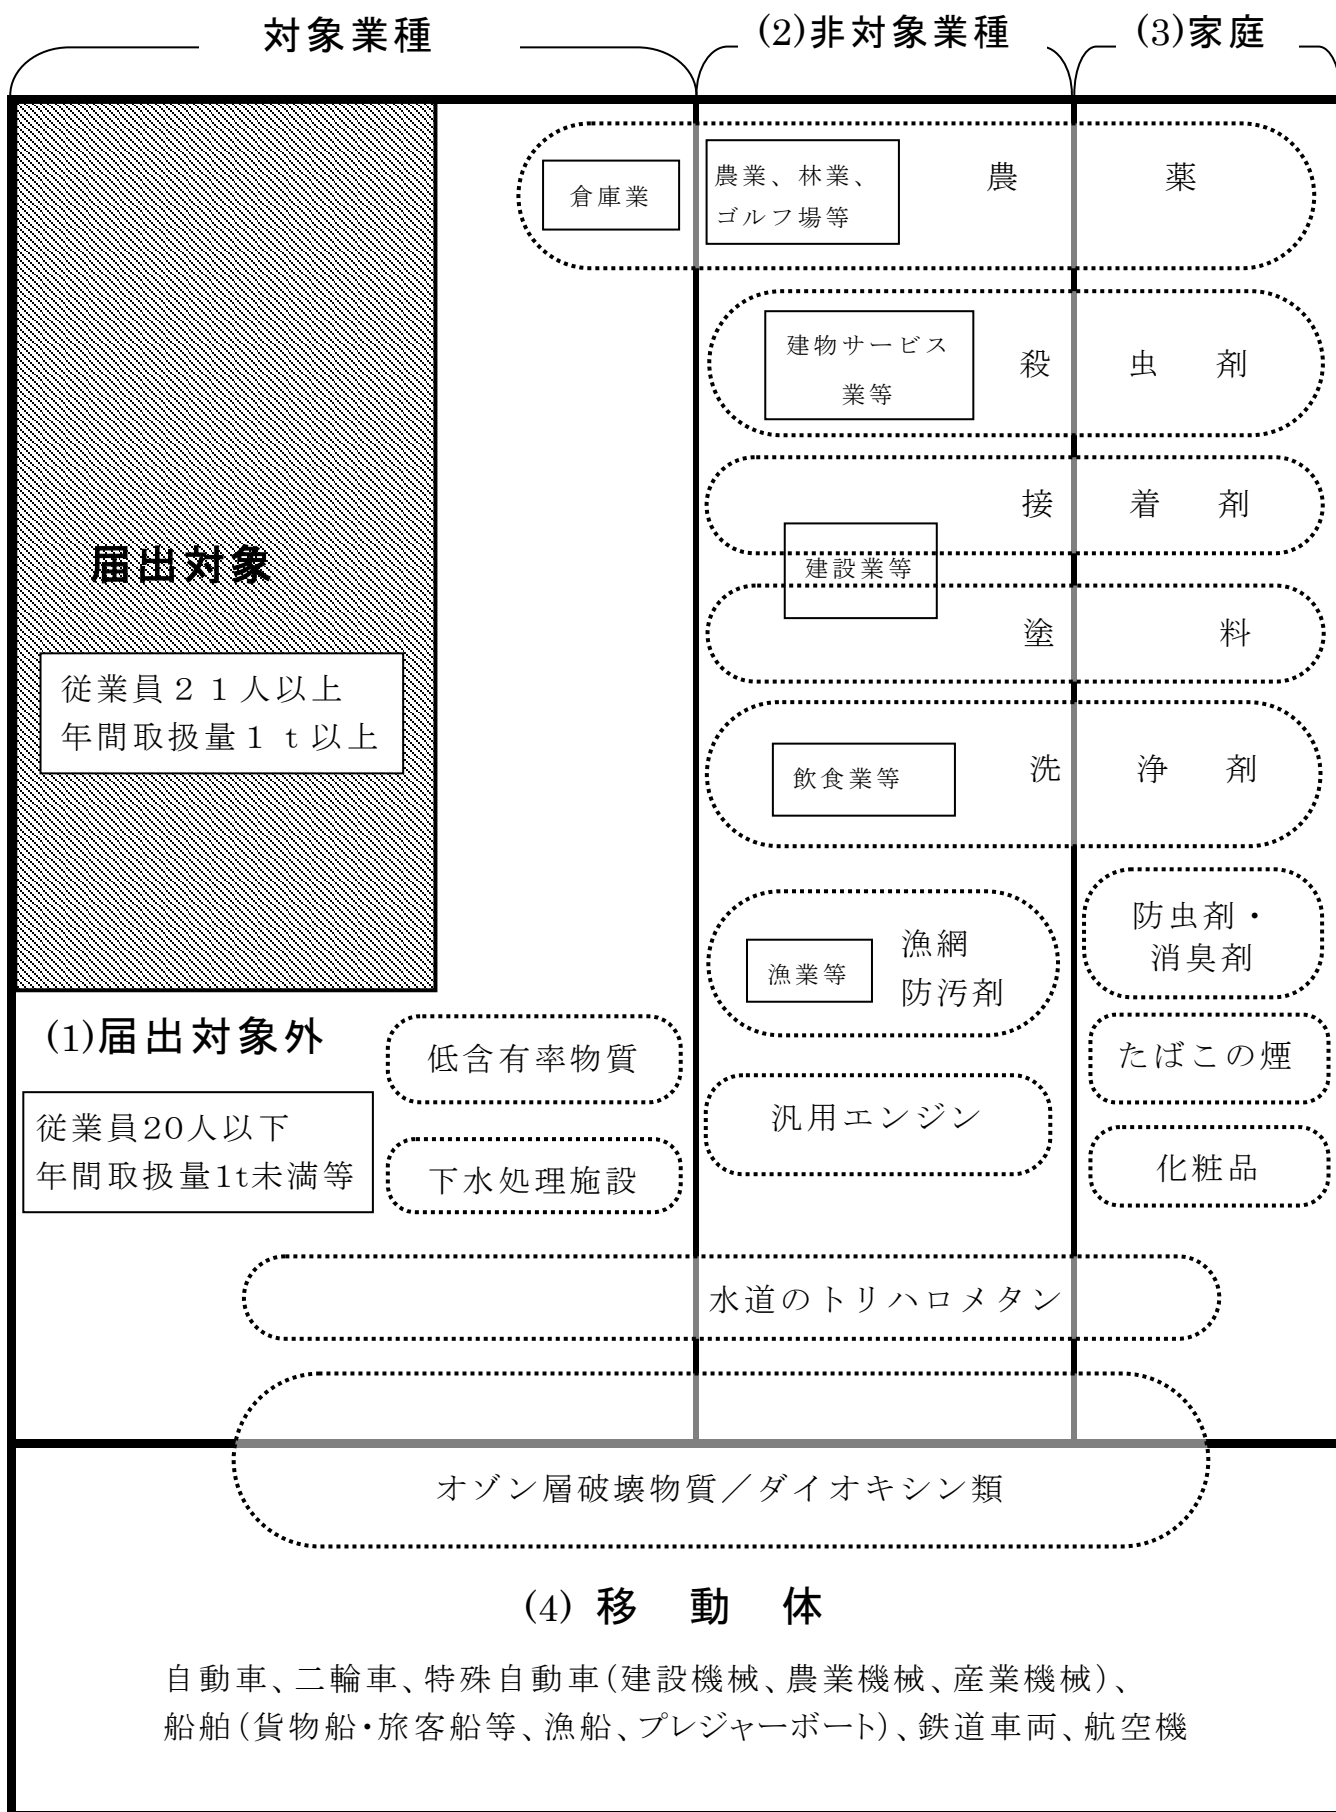 対象業種
(2)非対象業種
(3)家庭
倉庫業
農業、林業、
ゴルフ場等
農 薬
建物サービス
業等
殺 虫 剤
接 着 剤
建設業等
塗 料
届出対象
従業員２１人以上
年間取扱量１ｔ以上
飲食業等
洗 浄 剤
漁業等
漁網
防汚剤
防虫剤・
消臭剤
(1)届出対象外
低含有率物質
たばこの煙
従業員20人以下
年間取扱量1t未満等
汎用エンジン
下水処理施設
化粧品
水道のトリハロメタン
オゾン層破壊物質／ダイオキシン類
(4) 移 動 体
自動車、二輪車、特殊自動車(建設機械、農業機械、産業機械)、
船舶(貨物船・旅客船等、漁船、プレジャーボート)、鉄道車両、航空機